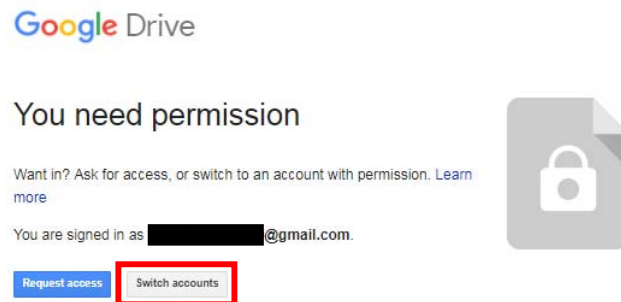 Google Drive
You need permission
Want in? Ask for access, or switch to an account with permission. Learn
more
You are signed in as @gmail.com.
Request access Switch accounts